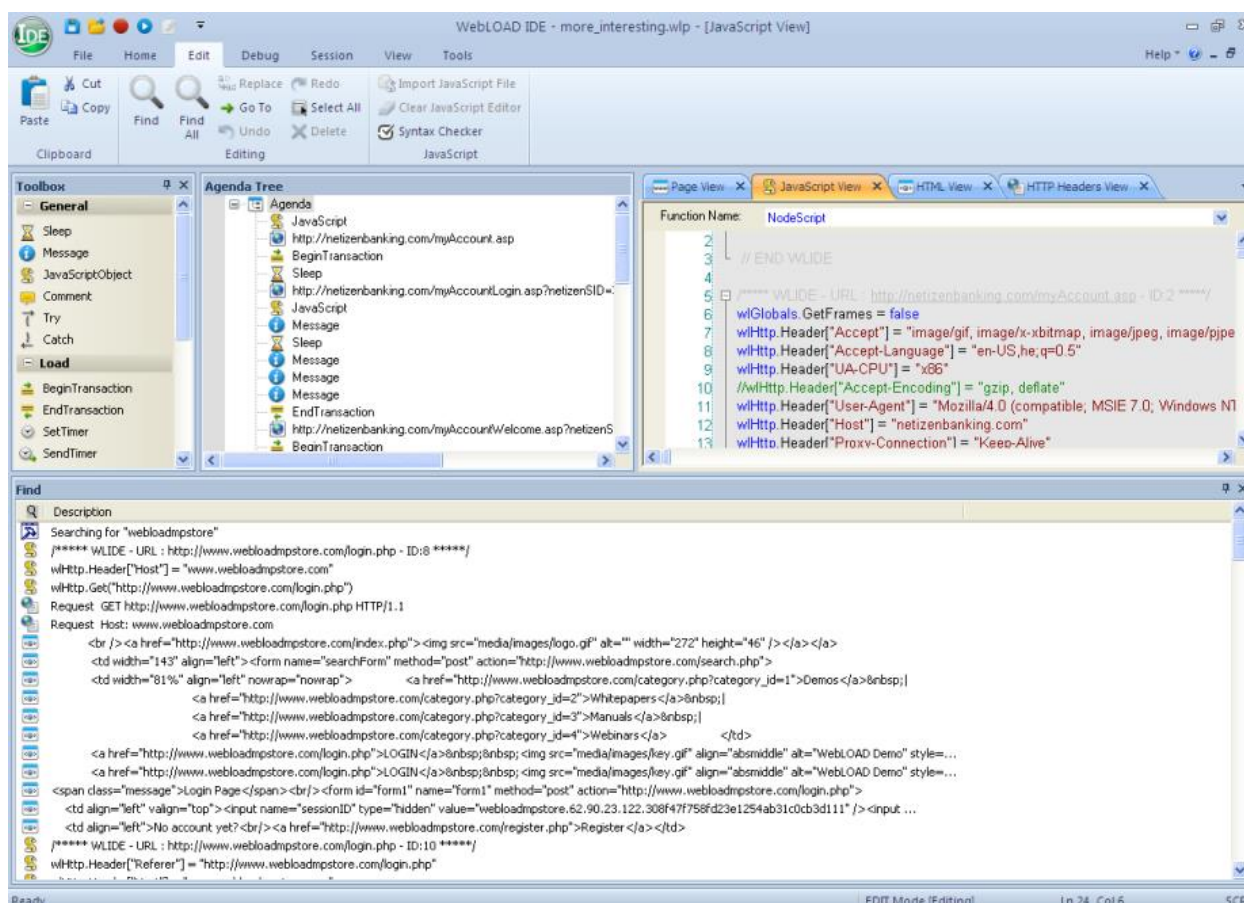 IDE
WebLOAD IDE - more_interesting.wlp - [JavaScript View]
File Home Edit Debug Session View Tools
Help
Paste
Cut
Copy
Clipboard
Find
Find All
Replace
Go To
Undo
Redo
Select All
Delete
Editing
Import JavaScript File
Clear JavaScript Editor
Syntax Checker
JavaScript
Toolbox
General
Sleep
Message
JavaScriptObject
Comment
Try
Catch
Load
BeginTransaction
EndTransaction
SetTimer
SendTimer
Agenda Tree
Agenda
JavaScript
http://netizenbanking.com/myAccount.asp
BeginTransaction
Sleep
http://netizenbanking.com/myAccountLogin.asp?netizenSID=
JavaScript
Message
Sleep
Message
Message
Message
EndTransaction
http://netizenbanking.com/myAccountWelcome.asp?netizenS
BeginTransaction
Page View JavaScript View HTML View HTTP Headers View
Function Name: NodeScript
2
3 // END WLIDE
4
5 /***** WLIDE - URL : http://netizenbanking.com/myAccount.asp - ID:2 *****/
6 wlGlobals.GetFrames = false
7 wlHttp.Header["Accept"] = "image/gif, image/x-xbitmap, image/jpeg, image/pjpe
8 wlHttp.Header["Accept-Language"] = "en-US,he;q=0.5"
9 wlHttp.Header["UA-CPU"] = "x86"
10 //wlHttp.Header["Accept-Encoding"] = "gzip, deflate"
11 wlHttp.Header["User-Agent"] = "Mozilla/4.0 (compatible; MSIE 7.0; Windows NT
12 wlHttp.Header["Host"] = "netizenbanking.com"
13 wlHttp.Header["Proxy-Connection"] = "Keep-Alive"
Find
Description
Searching for "webloadmpstore"
/***** WLIDE - URL : http://www.webloadmpstore.com/login.php - ID:8 *****/
wlHttp.Header["Host"] = "www.webloadmpstore.com"
wlHttp.Get("http://www.webloadmpstore.com/login.php")
Request GET http://www.webloadmpstore.com/login.php HTTP/1.1
Request Host: www.webloadmpstore.com
<br /><a href="http://www.webloadmpstore.com/index.php"><img src="media/images/logo.gif" alt="" width="272" height="46" /></a></a>
<td width="143" align="left"><form name="searchForm" method="post" action="http://www.webloadmpstore.com/search.php">
<td width="81%" align="left" nowrap="nowrap"> <a href="http://www.webloadmpstore.com/category.php?category_id=1">Demos</a>&nbsp;|
<a href="http://www.webloadmpstore.com/category.php?category_id=2">Whitepapers</a>&nbsp;|
<a href="http://www.webloadmpstore.com/category.php?category_id=3">Manuals</a>&nbsp;|
<a href="http://www.webloadmpstore.com/category.php?category_id=4">Webinars</a> </td>
<a href="http://www.webloadmpstore.com/login.php">LOGIN</a>&nbsp;&nbsp; <img src="media/images/key.gif" align="absmiddle" alt="WebLOAD Demo" style=...
<a href="http://www.webloadmpstore.com/login.php">LOGIN</a>&nbsp;&nbsp; <img src="media/images/key.gif" align="absmiddle" alt="WebLOAD Demo" style=...
<span class="message">Login Page</span><br/><form id="form1" name="form1" method="post" action="http://www.webloadmpstore.com/login.php">
<td align="left" valign="top"><input name="sessionID" type="hidden" value="webloadmpstore.62.90.23.122.308f47f758fd23e1254ab31c0cb3d111" /><input ...
<td align="left">No account yet?<br/><a href="http://www.webloadmpstore.com/register.php">Register</a></td>
/***** WLIDE - URL : http://www.webloadmpstore.com/login.php - ID:10 *****/
wlHttp.Header["Referer"] = "http://www.webloadmpstore.com/login.php"
Ready EDIT Mode [Editing] Ln 24, Col 6